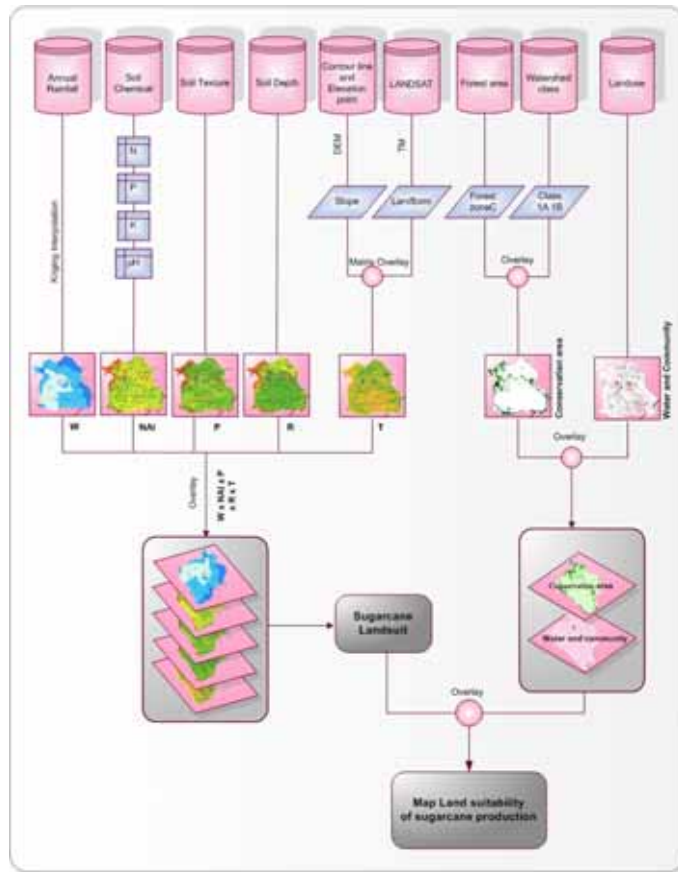 Annual
Rainfall
Soil
Chemical
Soil Texture
Soil Depth
Contour line
and
Elevation
point
LANDSAT
Forest area
Watershed
class
Landuse
N
P
K
pH
DEM
TM
Slope
Landform
Forest
zoneC
Class
1A 1B
Kriging Interpolation
Matrix Overlay
Overlay
W
NAI
P
R
T
Conservation area
Water and Community
Overlay
Overlay
W x NAI x P
x R x T
Conservation area
Water and community
Sugarcane
Landsuit
Overlay
Map Land suitability
of sugarcane production